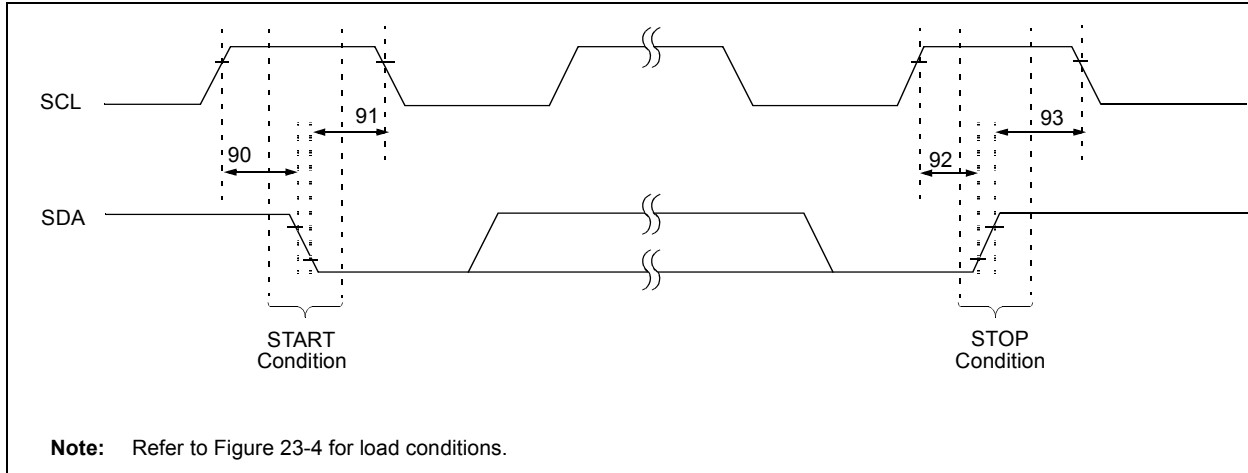 SCL
91
93
90
92
SDA
START
Condition
STOP
Condition
Note: Refer to Figure 23-4 for load conditions.